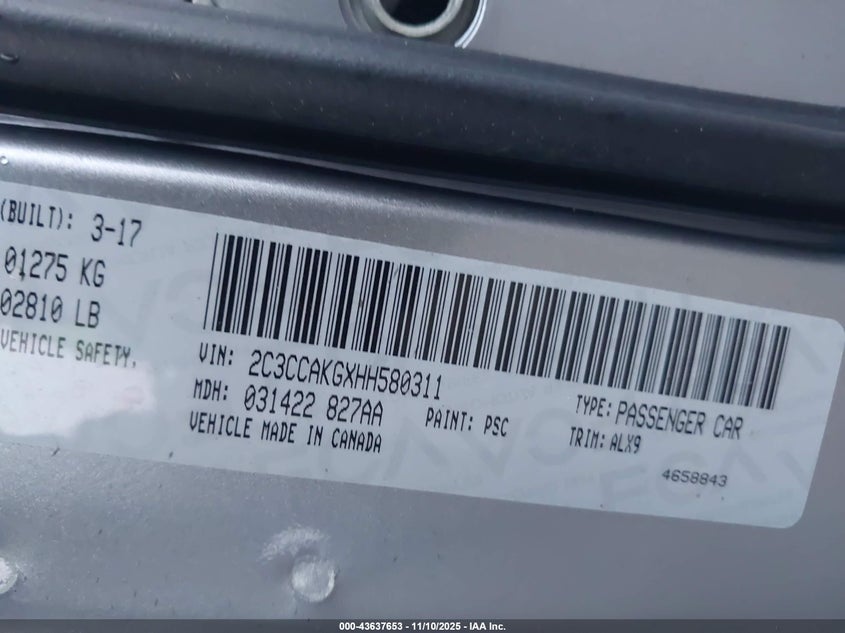 (BUILT): 3-17
01275 KG
02810 LB
VEHICLE SAFETY,
VIN: 2C3CCAKGXHH580311
MDH: 031422 827AA
PAINT: PSC
VEHICLE MADE IN CANADA
TYPE: PASSENGER CAR
TRIM: ALX9
4658843
000-43637653 — 11/10/2025 — IAA Inc.